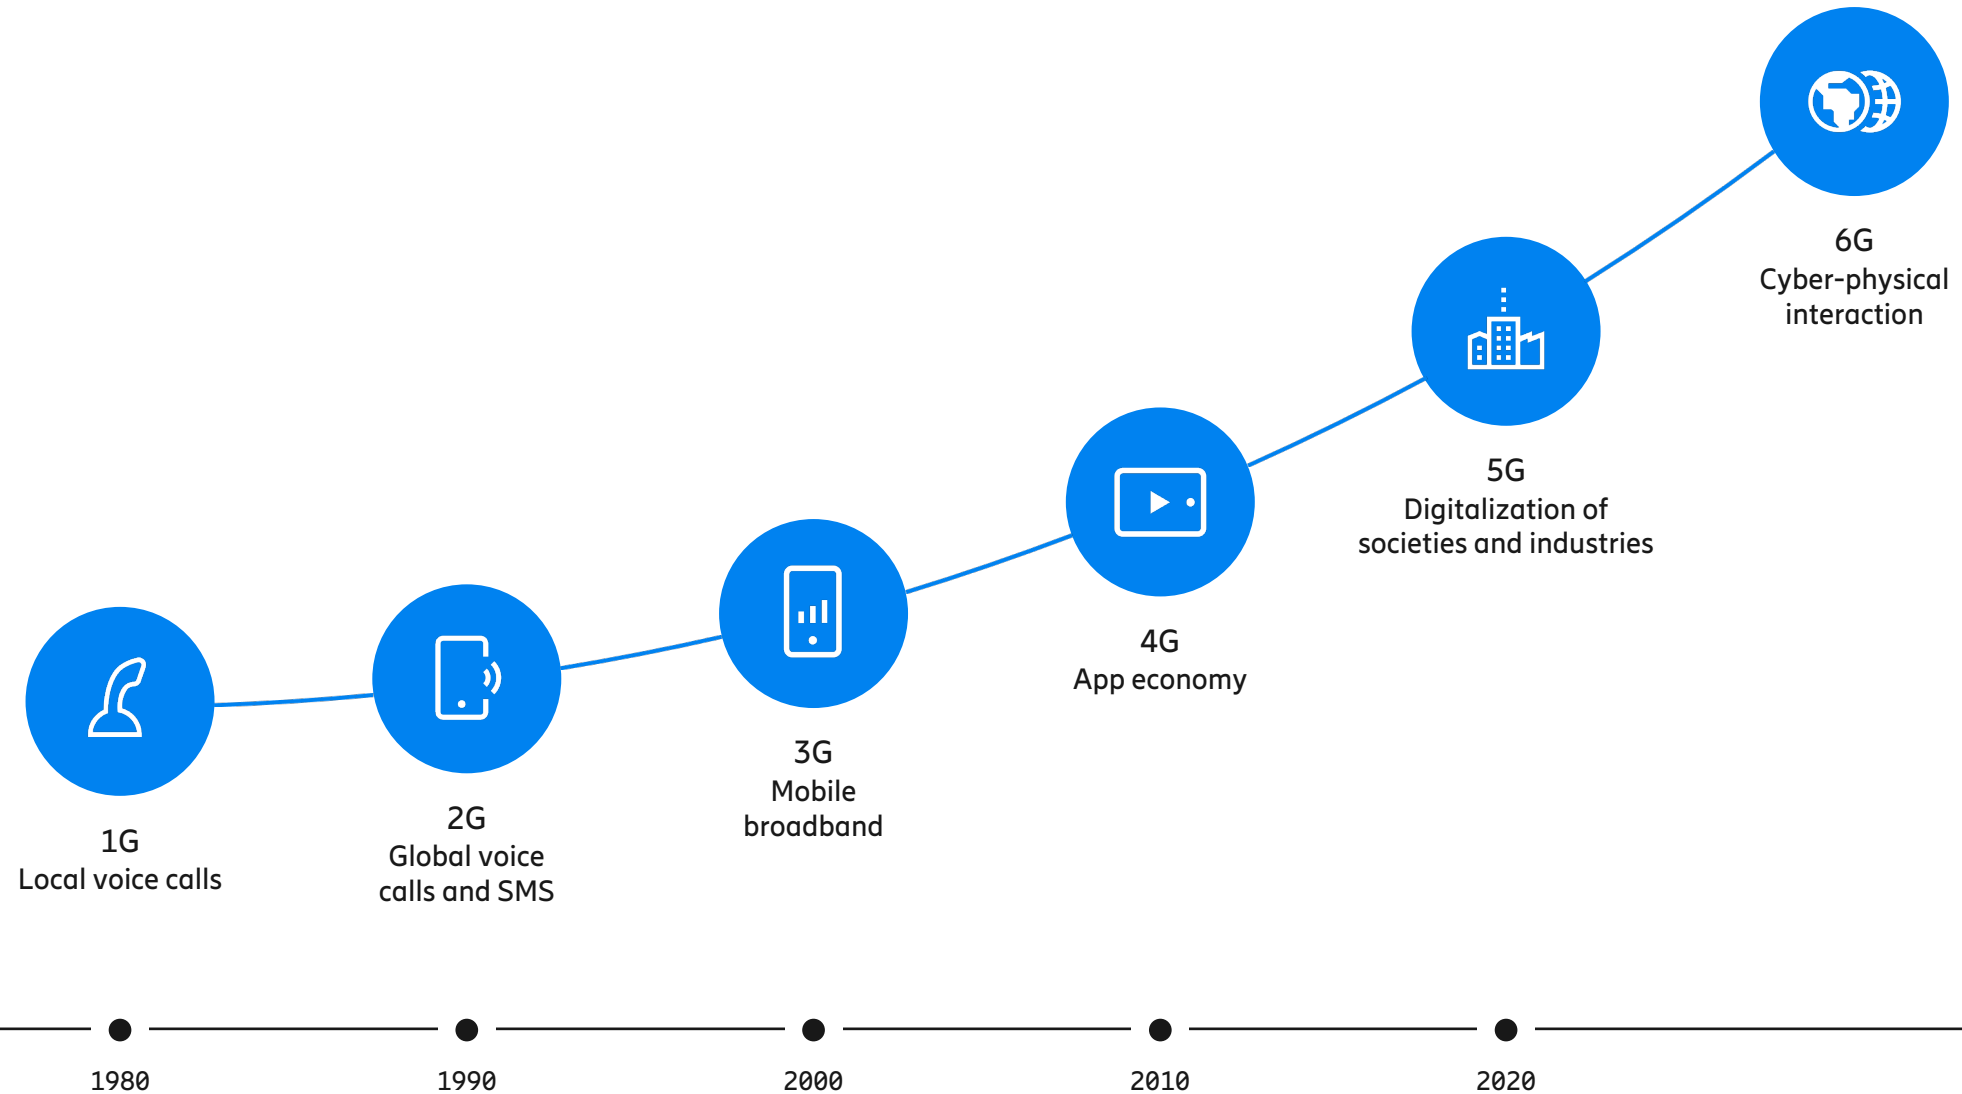 6G
Cyber-physical
interaction
5G
Digitalization of
societies and industries
4G
App economy
3G
Mobile
broadband
2G
Global voice
calls and SMS
1G
Local voice calls
1980
1990
2000
2010
2020